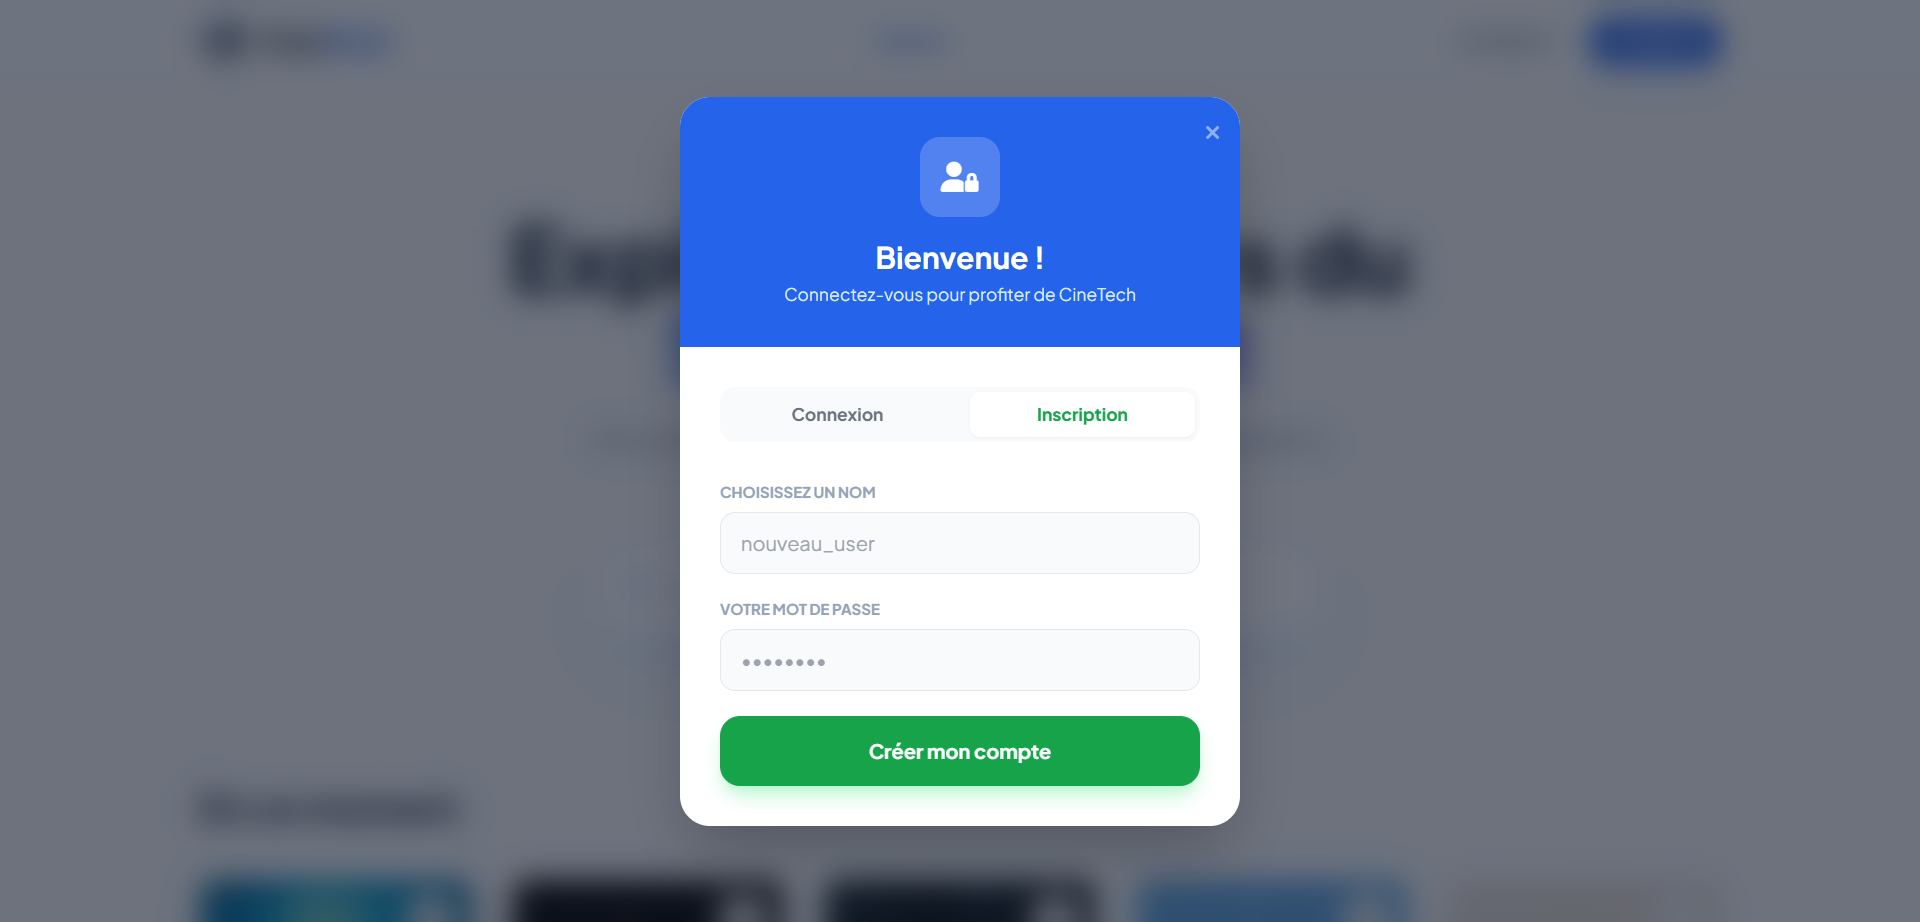 Bienvenue !
Connectez-vous pour profiter de CineTech
Connexion
Inscription
CHOISISSEZ UN NOM
nouveau_user
VOTRE MOT DE PASSE
••••••••
Créer mon compte